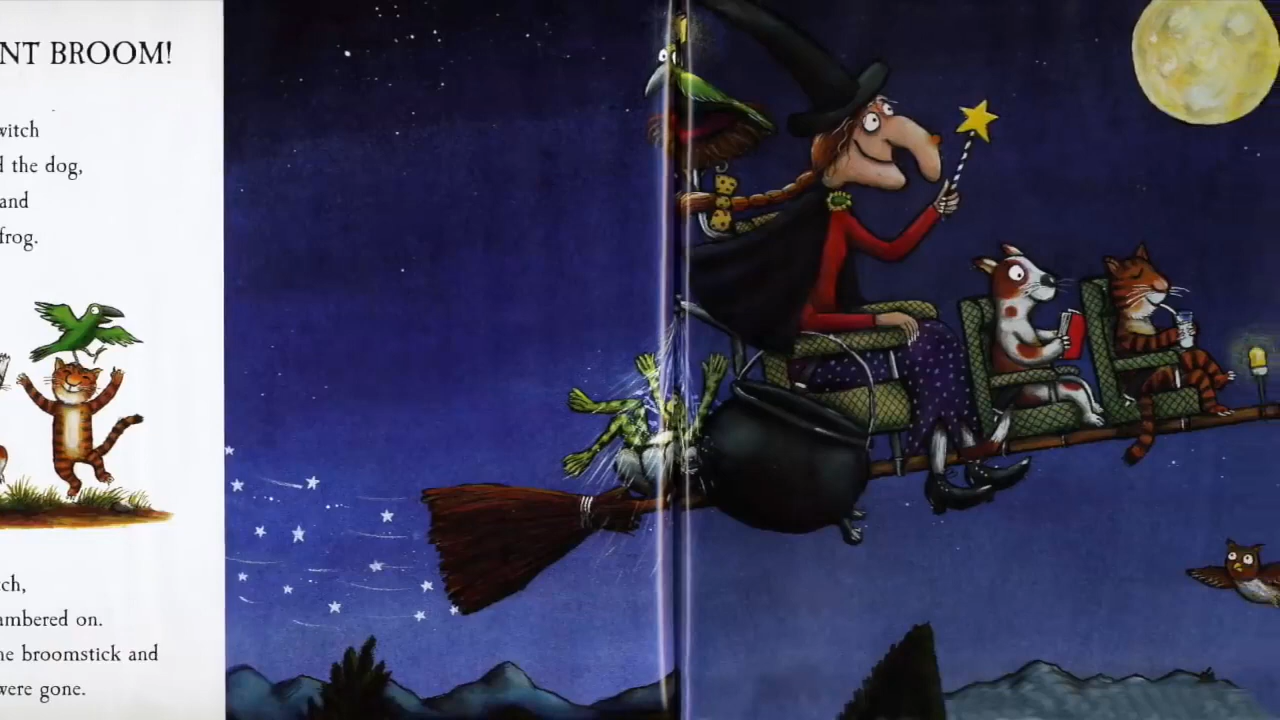 NT BROOM!
witch
d the dog,
and
frog.
ch,
mbered on.
e broomstick and
were gone.